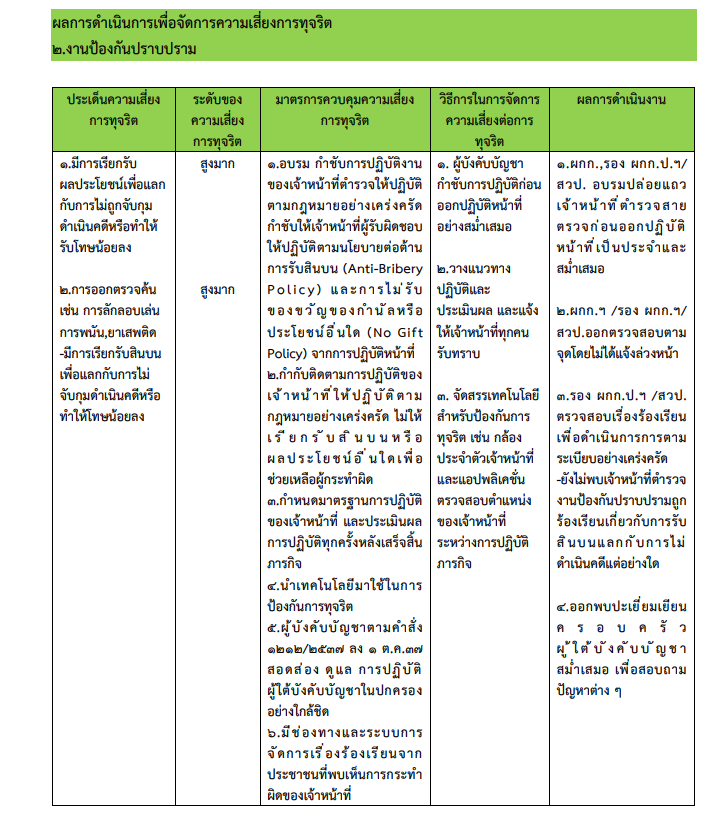 ผลการดำเนินการเพื่อจัดการความเสี่ยงการทุจริต
๒.งานป้องกันปราบปราม
ประเด็นความเสี่ยง
การทุจริต
ระดับของ
ความเสี่ยง
การทุจริต
มาตรการควบคุมความเสี่ยง
การทุจริต
วิธีการในการจัดการ
ความเสี่ยงต่อการ
ทุจริต
ผลการดำเนินงาน
๑.มีการเรียกรับ
ผลประโยชน์เพื่อแลก
กับการไม่ถูกจับกุม
ดำเนินคดีหรือทำให้
รับโทษน้อยลง
๒.การออกตรวจค้น
เช่น การลักลอบเล่น
การพนัน,ยาเสพติด
-มีการเรียกรับสินบน
เพื่อแลกกับการไม่
จับกุมดำเนินคดีหรือ
ทำให้โทษน้อยลง
สูงมาก
สูงมาก
๑.อบรม กำชับการปฏิบัติงาน
ของเจ้าหน้าที่ตำรวจให้ปฏิบัติ
ตามกฎหมายอย่างเคร่งครัด
กำชับให้เจ้าหน้าที่ผู้รับผิดชอบ
ให้ปฏิบัติตามนโยบายต่อต้าน
การรับสินบน (Anti-Bribery
Policy) และการไม่รับ
ของขวัญของกำนัลหรือ
ประโยชน์อื่นใด (No Gift
Policy) จากการปฏิบัติหน้าที่
๒.กำกับติดตามการปฏิบัติของ
เจ้าหน้าที่ให้ปฏิบัติตาม
กฎหมายอย่างเคร่งครัด ไม่ให้
เรียกรับสินบนหรือ
ผลประโยชน์อื่นใดเพื่อ
ช่วยเหลือผู้กระทำผิด
๓.กำหนดมาตรฐานการปฏิบัติ
ของเจ้าหน้าที่ และประเมินผล
การปฏิบัติทุกครั้งหลังเสร็จสิ้น
ภารกิจ
๔.นำเทคโนโลยีมาใช้ในการ
ป้องกันการทุจริต
๕.ผู้บังคับบัญชาตามคำสั่ง
๑๒๑๒/๒๕๓๗ ลง ๑ ต.ค.๓๗
สอดส่อง ดูแล การปฏิบัติ
ผู้ใต้บังคับบัญชาในปกครอง
อย่างใกล้ชิด
๖.มีช่องทางและระบบการ
จัดการเรื่องร้องเรียนจาก
ประชาชนที่พบเห็นการกระทำ
ผิดของเจ้าหน้าที่
๑. ผู้บังคับบัญชา
กำชับการปฏิบัติก่อน
ออกปฏิบัติหน้าที่
อย่างสม่ำเสมอ
๒.วางแนวทาง
ปฏิบัติและ
ประเมินผล และแจ้ง
ให้เจ้าหน้าที่ทุกคน
รับทราบ
๓. จัดสรรเทคโนโลยี
สำหรับป้องกันการ
ทุจริต เช่น กล้อง
ประจำตัวเจ้าหน้าที่
และแอปพลิเคชั่น
ตรวจสอบตำแหน่ง
ของเจ้าหน้าที่
ระหว่างการปฏิบัติ
ภารกิจ
๑.ผกก.,รอง ผกก.ป.ฯ/
สวป. อบรมปล่อยแถว
เจ้าหน้าที่ตำรวจสาย
ตรวจก่อนออกปฏิบัติ
หน้าที่เป็นประจำและ
สม่ำเสมอ
๒.ผกก.ฯ /รอง ผกก.ฯ/
สวป.ออกตรวจสอบตาม
จุดโดยไม่ได้แจ้งล่วงหน้า
๓.รอง ผกก.ป.ฯ /สวป.
ตรวจสอบเรื่องร้องเรียน
เพื่อดำเนินการการตาม
ระเบียบอย่างเคร่งครัด
-ยังไม่พบเจ้าหน้าที่ตำรวจ
งานป้องกันปราบปรามถูก
ร้องเรียนเกี่ยวกับการรับ
สินบนแลกกับการไม่
ดำเนินคดีแต่อย่างใด
๔.ออกพบปะเยี่ยมเยียน
ครอบครัว
ผู้ใต้บังคับบัญชา
สม่ำเสมอ เพื่อสอบถาม
ปัญหาต่าง ๆ